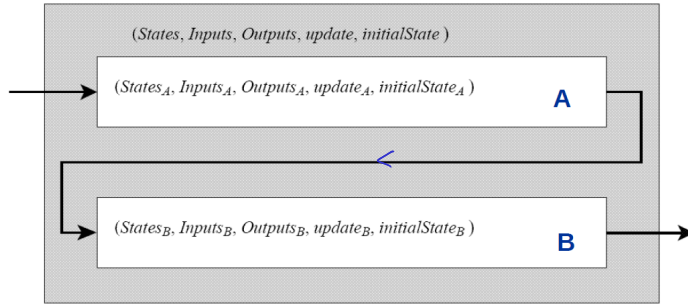 (States, Inputs, Outputs, update, initialState )
(States_A, Inputs_A, Outputs_A, update_A, initialState_A )
A
(States_B, Inputs_B, Outputs_B, update_B, initialState_B )
B